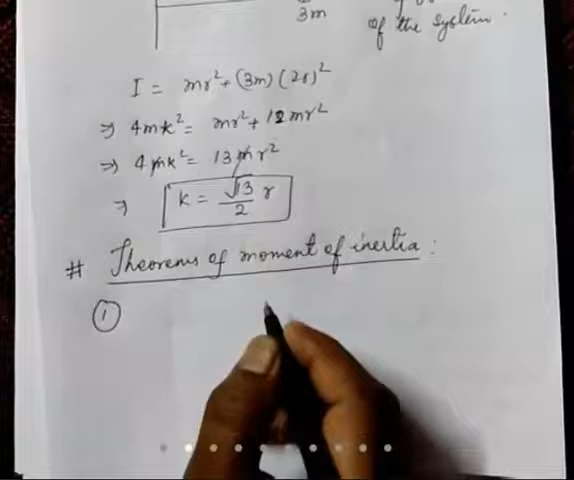 3m
of the system.
I = mr² + (3m) (2r)²
⇒ 4mk² = mr² + 12mr²
⇒ 4mk² = 13mr²
⇒ k = √13/2 r
# Theorems of moment of inertia :
①